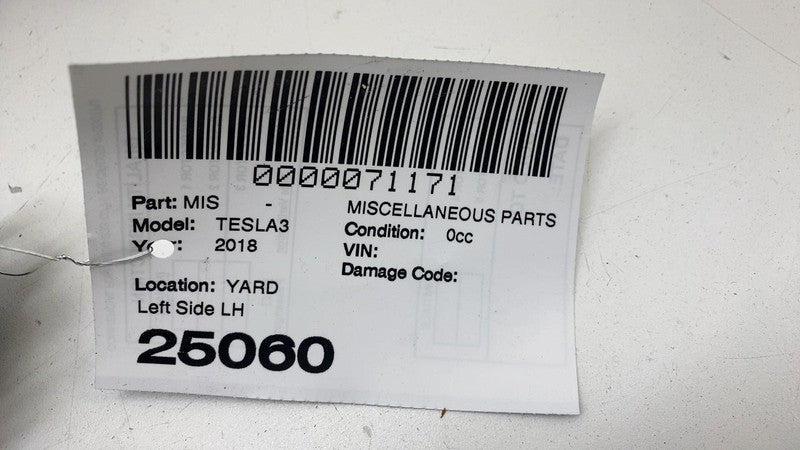 0000071171
Part: MIS - MISCELLANEOUS PARTS
Model: TESLA3 Condition: 0cc
Year: 2018 VIN:
Damage Code:
Location: YARD
Left Side LH
25060